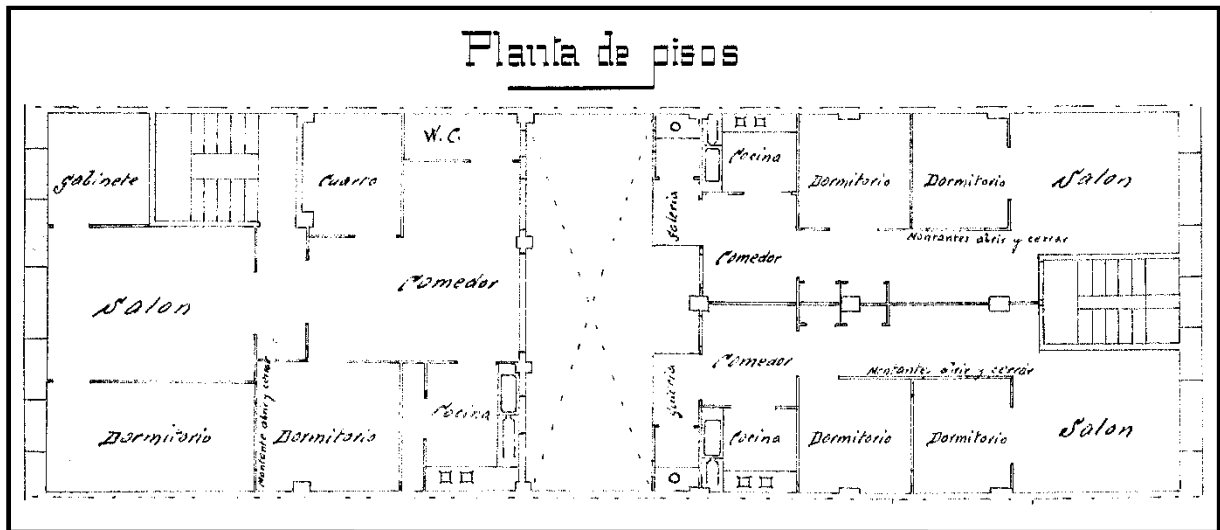 Planta de pisos
W.C.
Gabinete
Cuarto
Cocina
Dormitorio
Dormitorio
Salon
Galeria
Montantes abrir y cerrar
Comedor
Comedor
Salon
Comedor
Montantes abrir y cerrar
Montante abrir y cerrar
Galeria
Dormitorio
Dormitorio
Cocina
Cocina
Dormitorio
Dormitorio
Salon